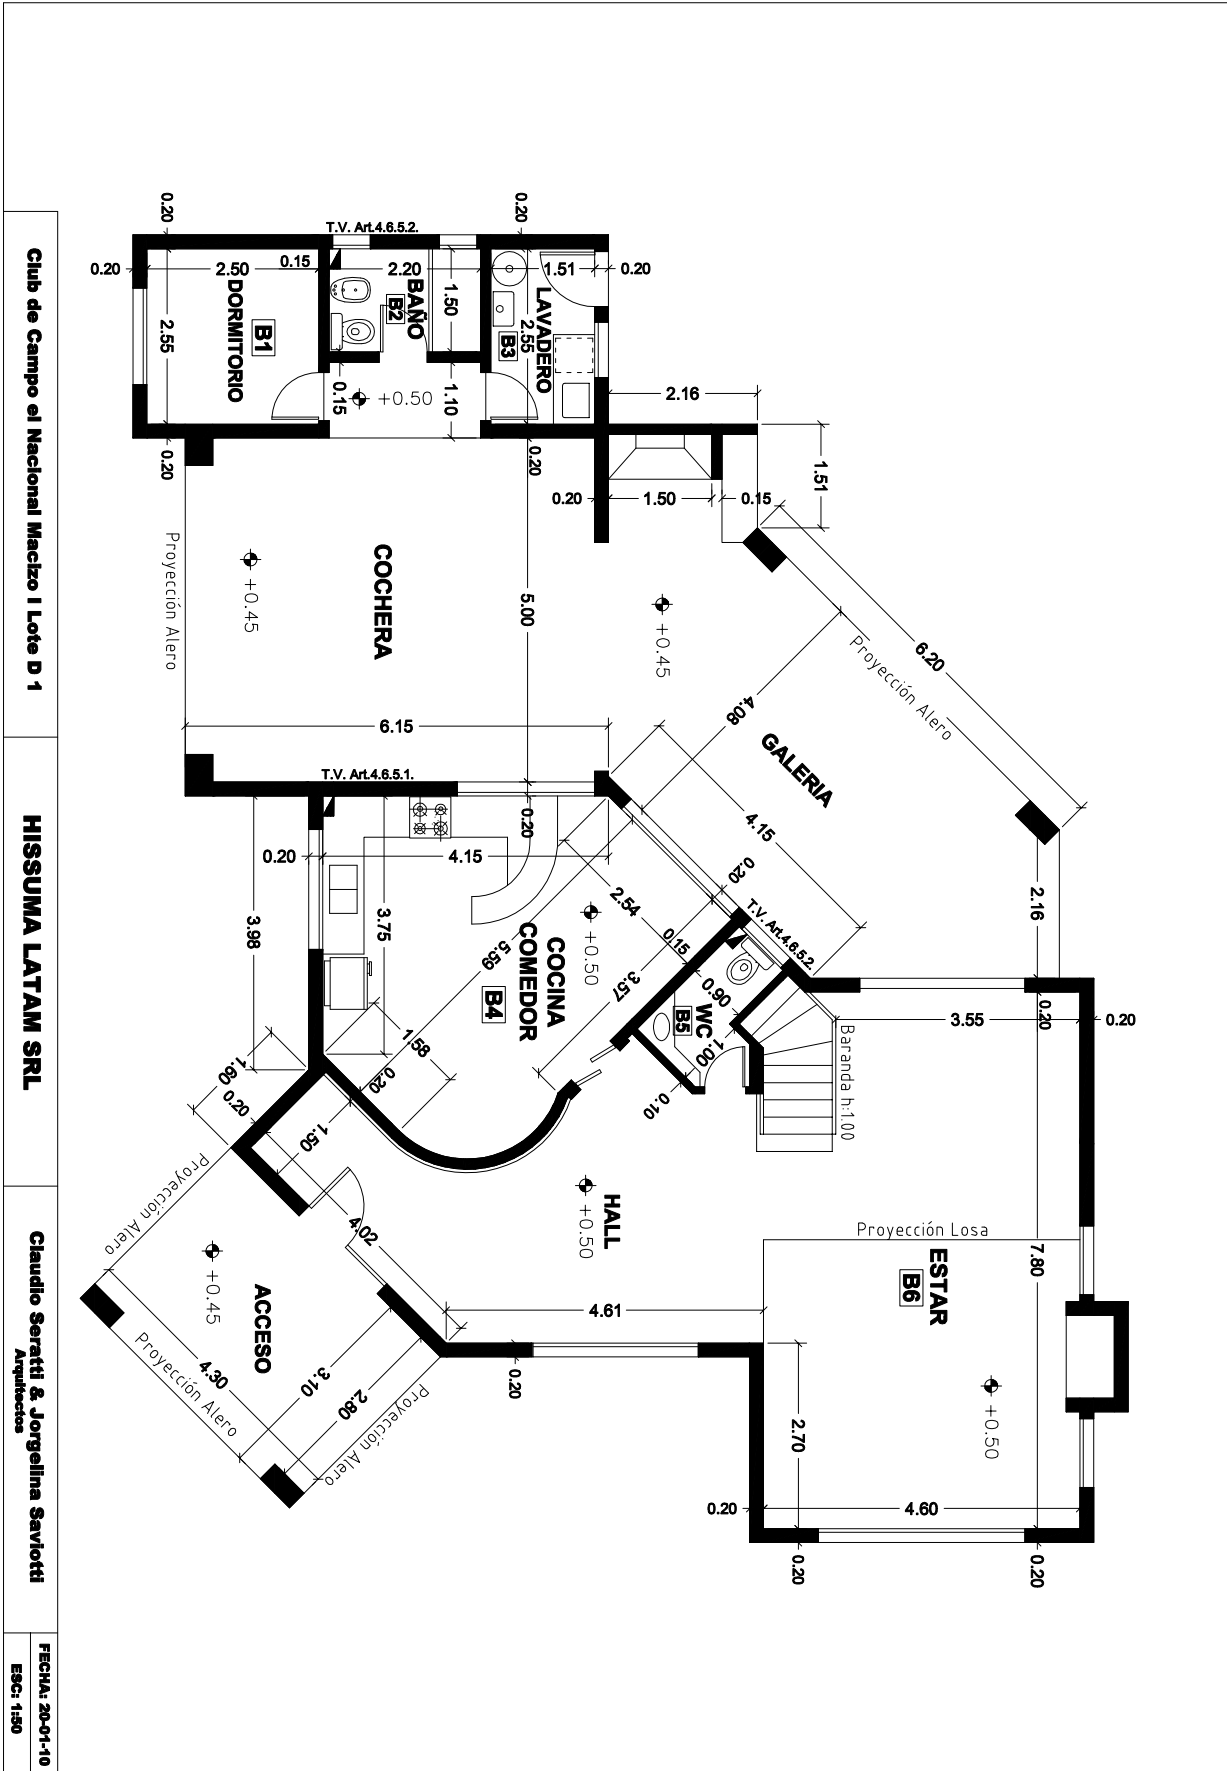 Club de Campo el Nacional Macizo I Lote D 1
HISSUMA LATAM SRL
Claudio Seratti & Jorgelina Saviotti
Arquitectos
FECHA: 20-01-10
ESC: 1:50
0.20
0.20
T.V. Art.4.6.5.2.
0.20
2.50
0.15
2.20
1.51
0.20
DORMITORIO
B1
2.55
BAÑO
B2
1.50
LAVADERO
B3
2.55
0.15
+0.50
1.10
2.16
0.20
0.20
0.20
1.50
0.15
1.51
Proyección Alero
+0.45
COCHERA
5.00
+0.45
6.15
6.20
Proyección Alero
4.08
GALERIA
4.15
2.16
T.V. Art.4.6.5.1.
0.20
0.20
4.15
3.98
3.75
2.54
0.20
T.V. Art.4.6.5.2.
+0.50
COCINA
COMEDOR
B4
5.59
0.15
3.57
0.90
WC
B5
1.00
0.10
1.58
0.20
3.55
0.20
0.20
Baranda h:1.00
1.60
0.20
1.50
Proyección Alero
4.02
HALL
+0.50
Proyección Losa
7.80
ESTAR
B6
+0.45
ACCESO
4.61
4.30
3.10
2.80
Proyección Alero
Proyección Alero
0.20
2.70
+0.50
0.20
4.60
0.20
0.20